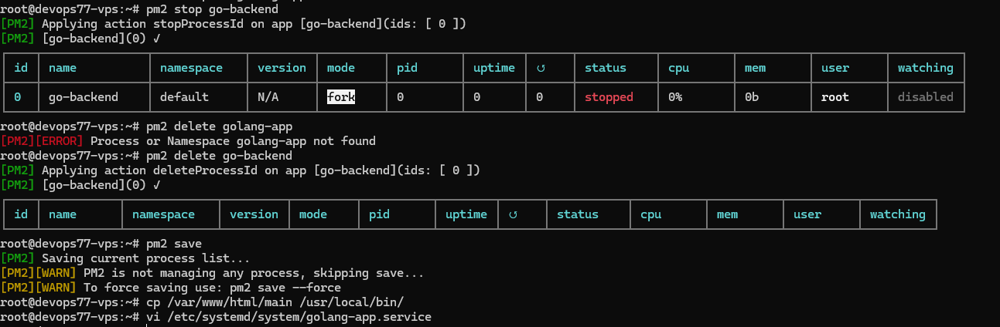 root@devops77-vps:~# pm2 stop go-backend
[PM2] Applying action stopProcessId on app [go-backend](ids: [ 0 ])
[PM2] [go-backend](0) ✓
id name namespace version mode pid uptime ↺ status cpu mem user watching
0 go-backend default N/A fork 0 0 0 stopped 0% 0b root disabled
root@devops77-vps:~# pm2 delete golang-app
[PM2][ERROR] Process or Namespace golang-app not found
root@devops77-vps:~# pm2 delete go-backend
[PM2] Applying action deleteProcessId on app [go-backend](ids: [ 0 ])
[PM2] [go-backend](0) ✓
id name namespace version mode pid uptime ↺ status cpu mem user watching
root@devops77-vps:~# pm2 save
[PM2] Saving current process list...
[PM2][WARN] PM2 is not managing any process, skipping save...
[PM2][WARN] To force saving use: pm2 save --force
root@devops77-vps:~# cp /var/www/html/main /usr/local/bin/
root@devops77-vps:~# vi /etc/systemd/system/golang-app.service